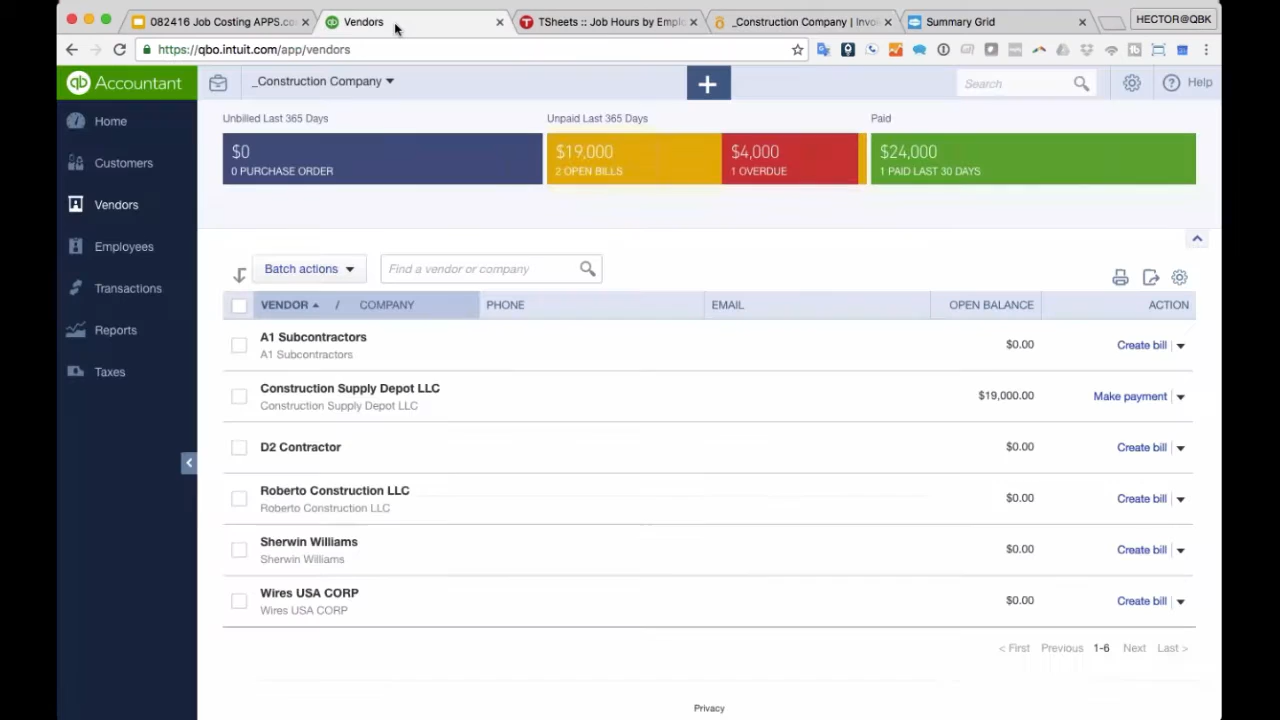 082416 Job Costing APPS.co
Vendors
TSheets :: Job Hours by Emplo
_Construction Company | Invoi
Summary Grid
HECTOR@QBK
https://qbo.intuit.com/app/vendors
qb Accountant
_Construction Company
+
Search
Help
Home
Customers
Vendors
Employees
Transactions
Reports
Taxes
Unbilled Last 365 Days
Unpaid Last 365 Days
Paid
$0
0 PURCHASE ORDER
$19,000
2 OPEN BILLS
$4,000
1 OVERDUE
$24,000
1 PAID LAST 30 DAYS
Batch actions
Find a vendor or company
VENDOR / COMPANY PHONE EMAIL OPEN BALANCE ACTION
A1 Subcontractors $0.00 Create bill
A1 Subcontractors
Construction Supply Depot LLC $19,000.00 Make payment
Construction Supply Depot LLC
D2 Contractor $0.00 Create bill
Roberto Construction LLC $0.00 Create bill
Roberto Construction LLC
Sherwin Williams $0.00 Create bill
Sherwin Williams
Wires USA CORP $0.00 Create bill
Wires USA CORP
< First Previous 1-6 Next Last >
Privacy